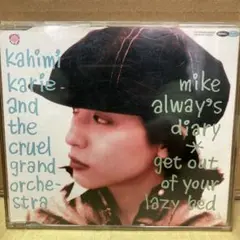 kahimi
karie
and
the
cruel
grand
orche-
stra
mike
alway's
diary
*
get out
of your
lazy bed